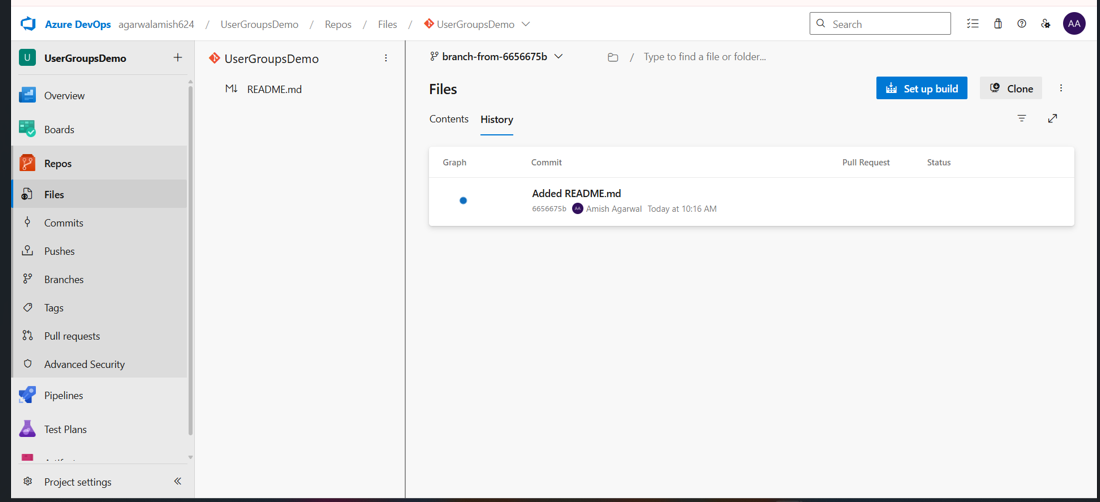 Azure DevOps agarwalamish624 / UserGroupsDemo / Repos / Files / UserGroupsDemo
Search
AA
U UserGroupsDemo +
Overview
Boards
Repos
Files
Commits
Pushes
Branches
Tags
Pull requests
Advanced Security
Pipelines
Test Plans
Project settings
UserGroupsDemo
M↓ README.md
branch-from-6656675b
/ Type to find a file or folder...
Files
Set up build
Clone
Contents History
Graph Commit Pull Request Status
Added README.md
6656675b AA Amish Agarwal Today at 10:16 AM